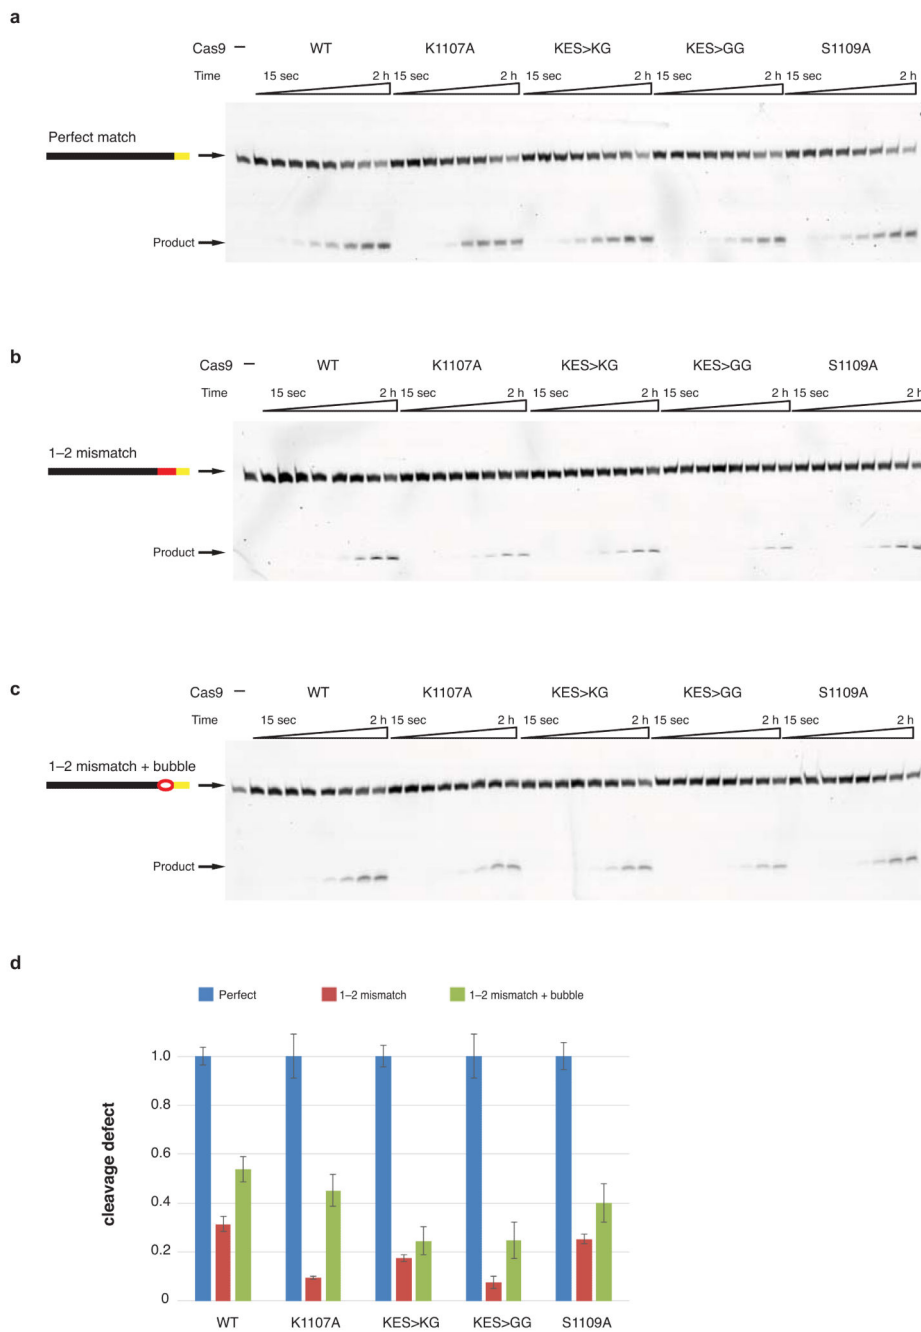 a
Cas9 – WT K1107A KES>KG KES>GG S1109A
Time 15 sec 2 h 15 sec 2 h 15 sec 2 h 15 sec 2 h 15 sec 2 h
Perfect match
Product
b
Cas9 – WT K1107A KES>KG KES>GG S1109A
Time 15 sec 2 h 15 sec 2 h 15 sec 2 h 15 sec 2 h 15 sec 2 h
1–2 mismatch
Product
c
Cas9 – WT K1107A KES>KG KES>GG S1109A
Time 15 sec 2 h 15 sec 2 h 15 sec 2 h 15 sec 2 h 15 sec 2 h
1–2 mismatch + bubble
Product
d
Perfect 1–2 mismatch 1–2 mismatch + bubble
1.0
0.8
0.6
0.4
0.2
0
cleavage defect
WT K1107A KES>KG KES>GG S1109A